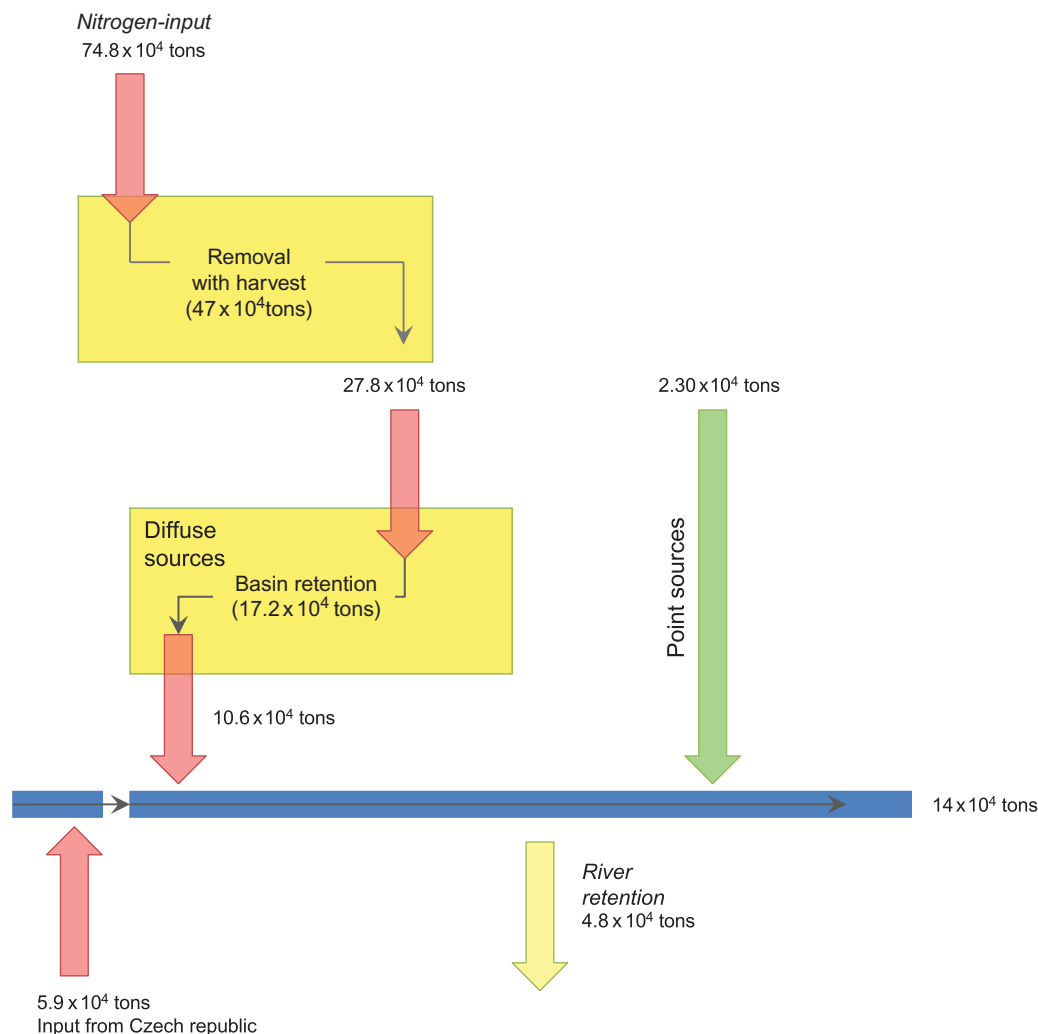 Nitrogen-input
74.8 x 10⁴ tons
Removal
with harvest
(47 x 10⁴tons)
27.8 x 10⁴ tons
2.30 x 10⁴ tons
Diffuse
sources
Basin retention
(17.2 x 10⁴ tons)
Point sources
10.6 x 10⁴ tons
14 x 10⁴ tons
River
retention
4.8 x 10⁴ tons
5.9 x 10⁴ tons
Input from Czech republic